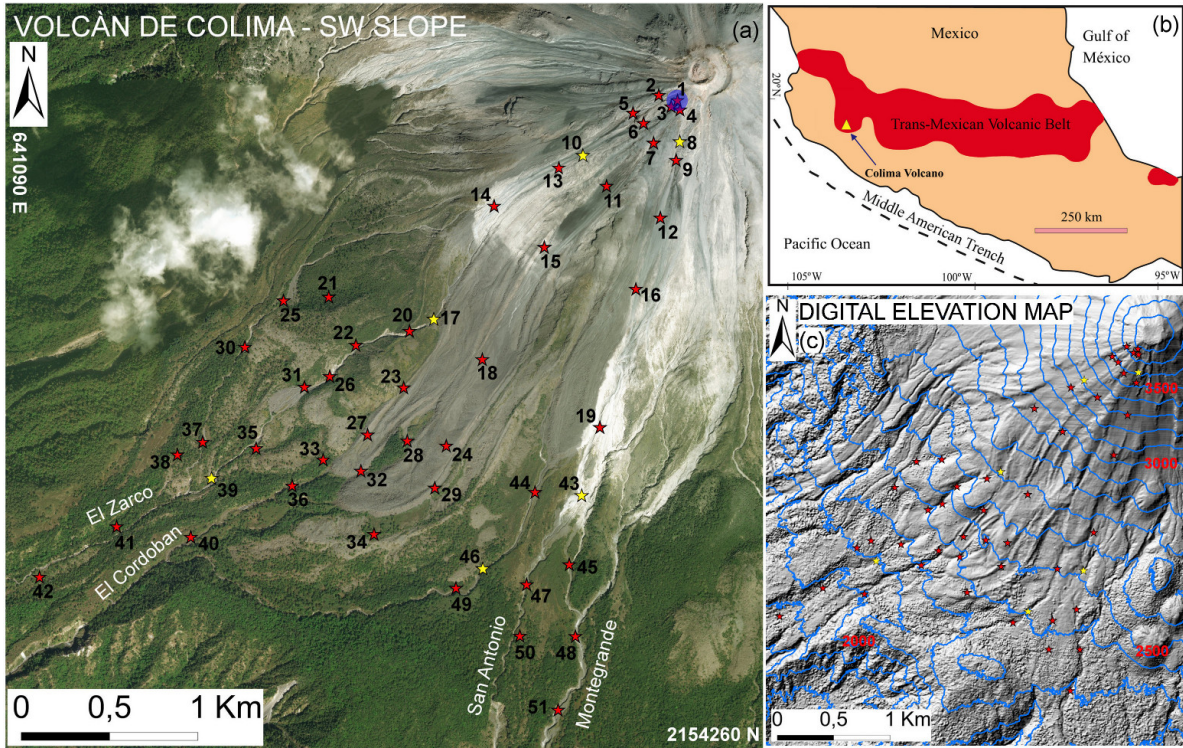 VOLCÀN DE COLIMA - SW SLOPE
(a)
N
641090 E
1
2
3
4
5
6
7
8
9
10
11
12
13
14
15
16
17
18
19
20
21
22
23
24
25
26
27
28
29
30
31
32
33
34
35
36
37
38
39
40
41
42
43
44
45
46
47
48
49
50
51
El Zarco
El Cordoban
San Antonio
Montegrande
0 0,5 1 Km
2154260 N
(b)
Mexico
Gulf of
México
20°N
Trans-Mexican Volcanic Belt
Colima Volcano
Middle American Trench
250 km
Pacific Ocean
105°W
100°W
95°W
N
DIGITAL ELEVATION MAP
(c)
3500
3000
2500
2000
0 0,5 1 Km